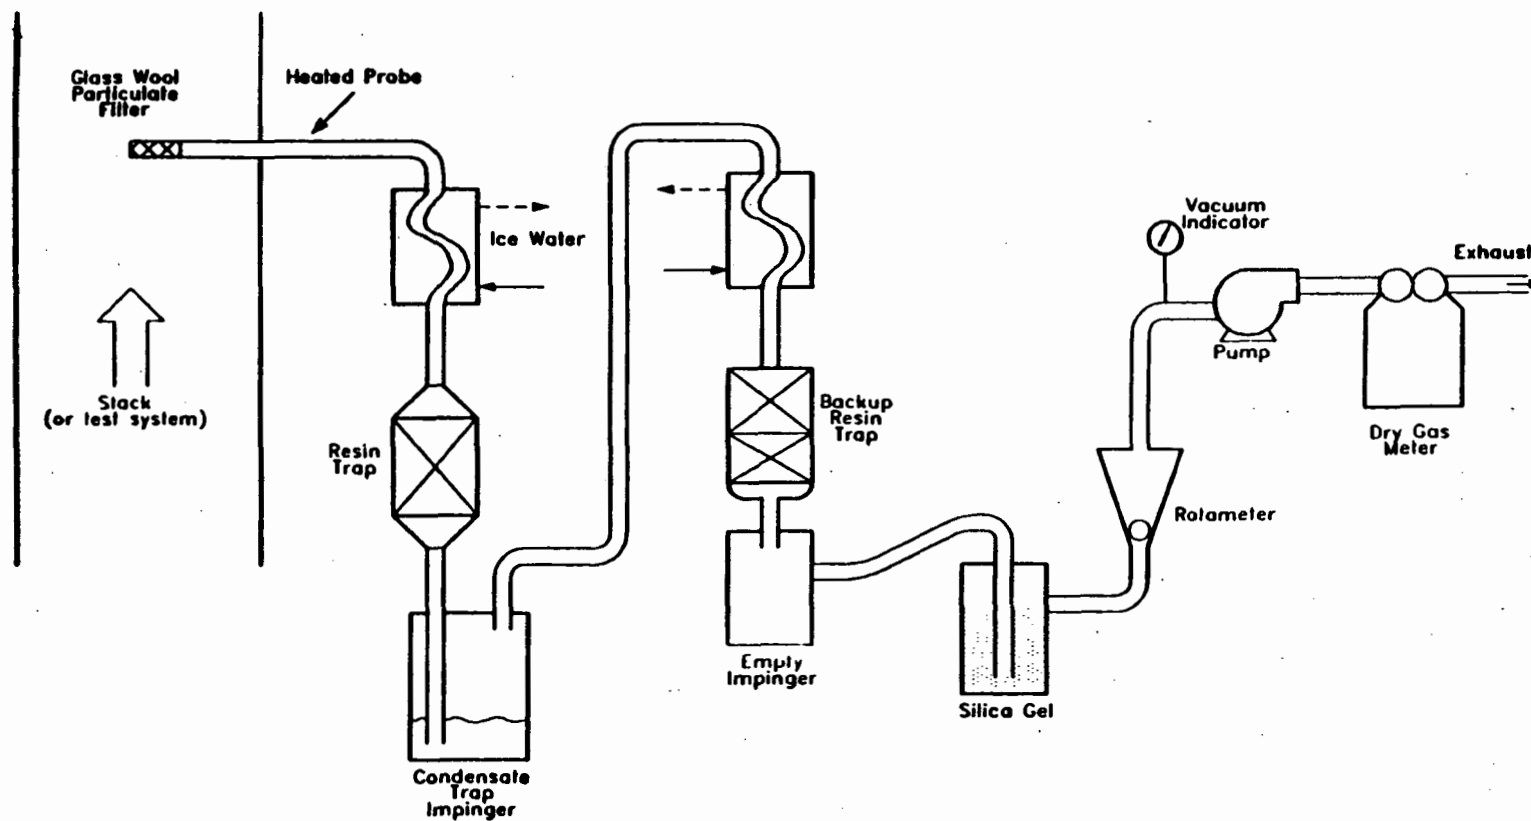 Glass Wool
Particulate
Filter
Heated Probe
Ice Water
Stack
(or test system)
Resin
Trap
Condensate
Trap
Impinger
Backup
Resin
Trap
Empty
Impinger
Silica Gel
Vacuum
Indicator
Pump
Exhaust
Dry Gas
Meter
Rotameter